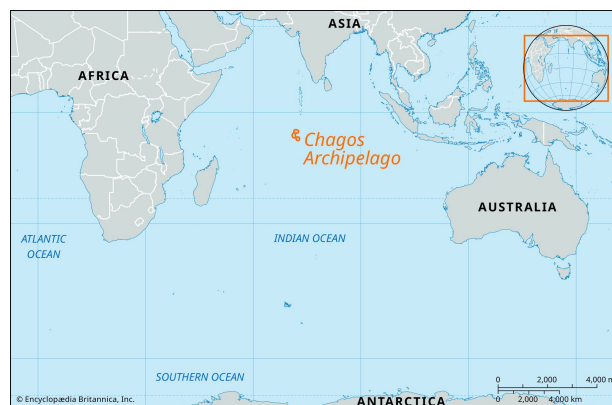 ASIA
AFRICA
Chagos
Archipelago
AUSTRALIA
ATLANTIC
OCEAN
INDIAN OCEAN
SOUTHERN OCEAN
0 2,000 4,000 m
0 2,000 4,000 km
© Encyclopædia Britannica, Inc.
ANTARCTICA